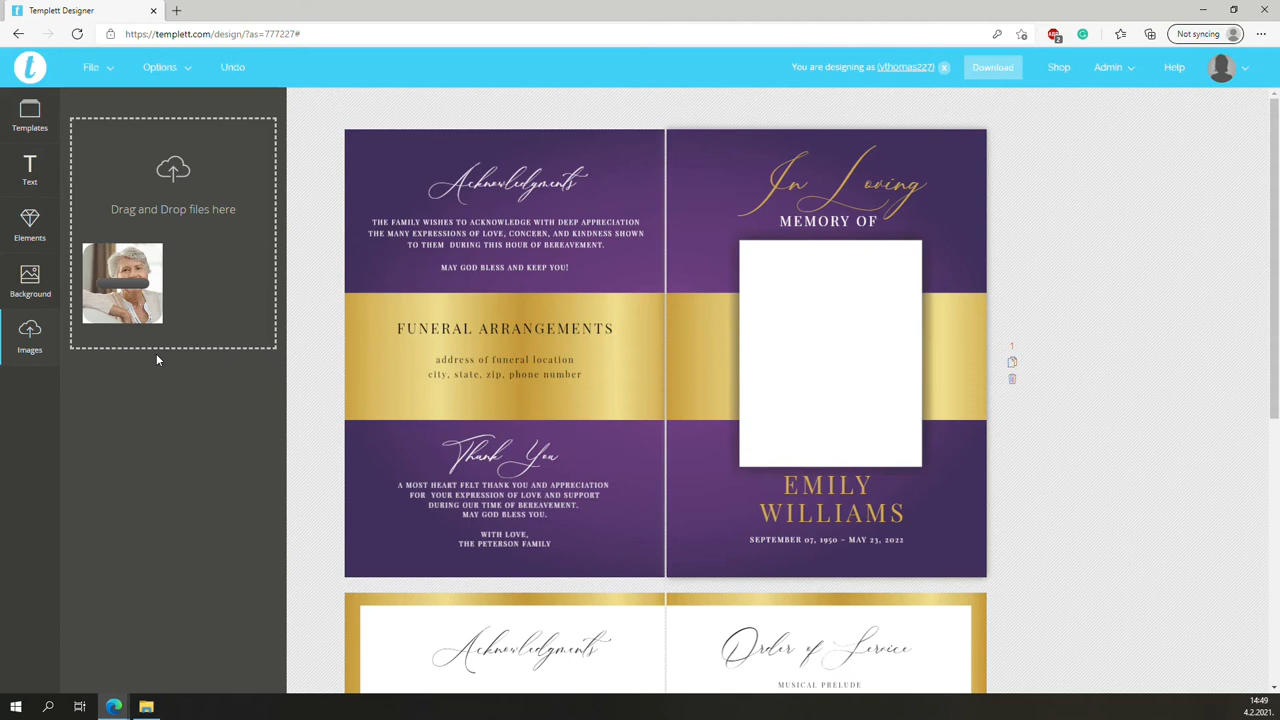 Templett Designer
https://templett.com/design/?as=777227#
2
Not syncing
t
File
Options
Undo
You are designing as (vthomas227) x
Download
Shop
Admin
Help
Templates
Text
Elements
Background
Images
Drag and Drop files here
Acknowledgments
THE FAMILY WISHES TO ACKNOWLEDGE WITH DEEP APPRECIATION
THE MANY EXPRESSIONS OF LOVE, CONCERN, AND KINDNESS SHOWN
TO THEM DURING THIS HOUR OF BEREAVEMENT.
MAY GOD BLESS AND KEEP YOU!
FUNERAL ARRANGEMENTS
address of funeral location
city, state, zip, phone number
Thank You
A MOST HEART FELT THANK YOU AND APPRECIATION
FOR YOUR EXPRESSION OF LOVE AND SUPPORT
DURING OUR TIME OF BEREAVEMENT.
MAY GOD BLESS YOU.
WITH LOVE,
THE PETERSON FAMILY
In Loving
MEMORY OF
EMILY
WILLIAMS
SEPTEMBER 07, 1950 – MAY 23, 2022
1
Acknowledgments
Order of Service
MUSICAL PRELUDE
14:49
4.2.2021.